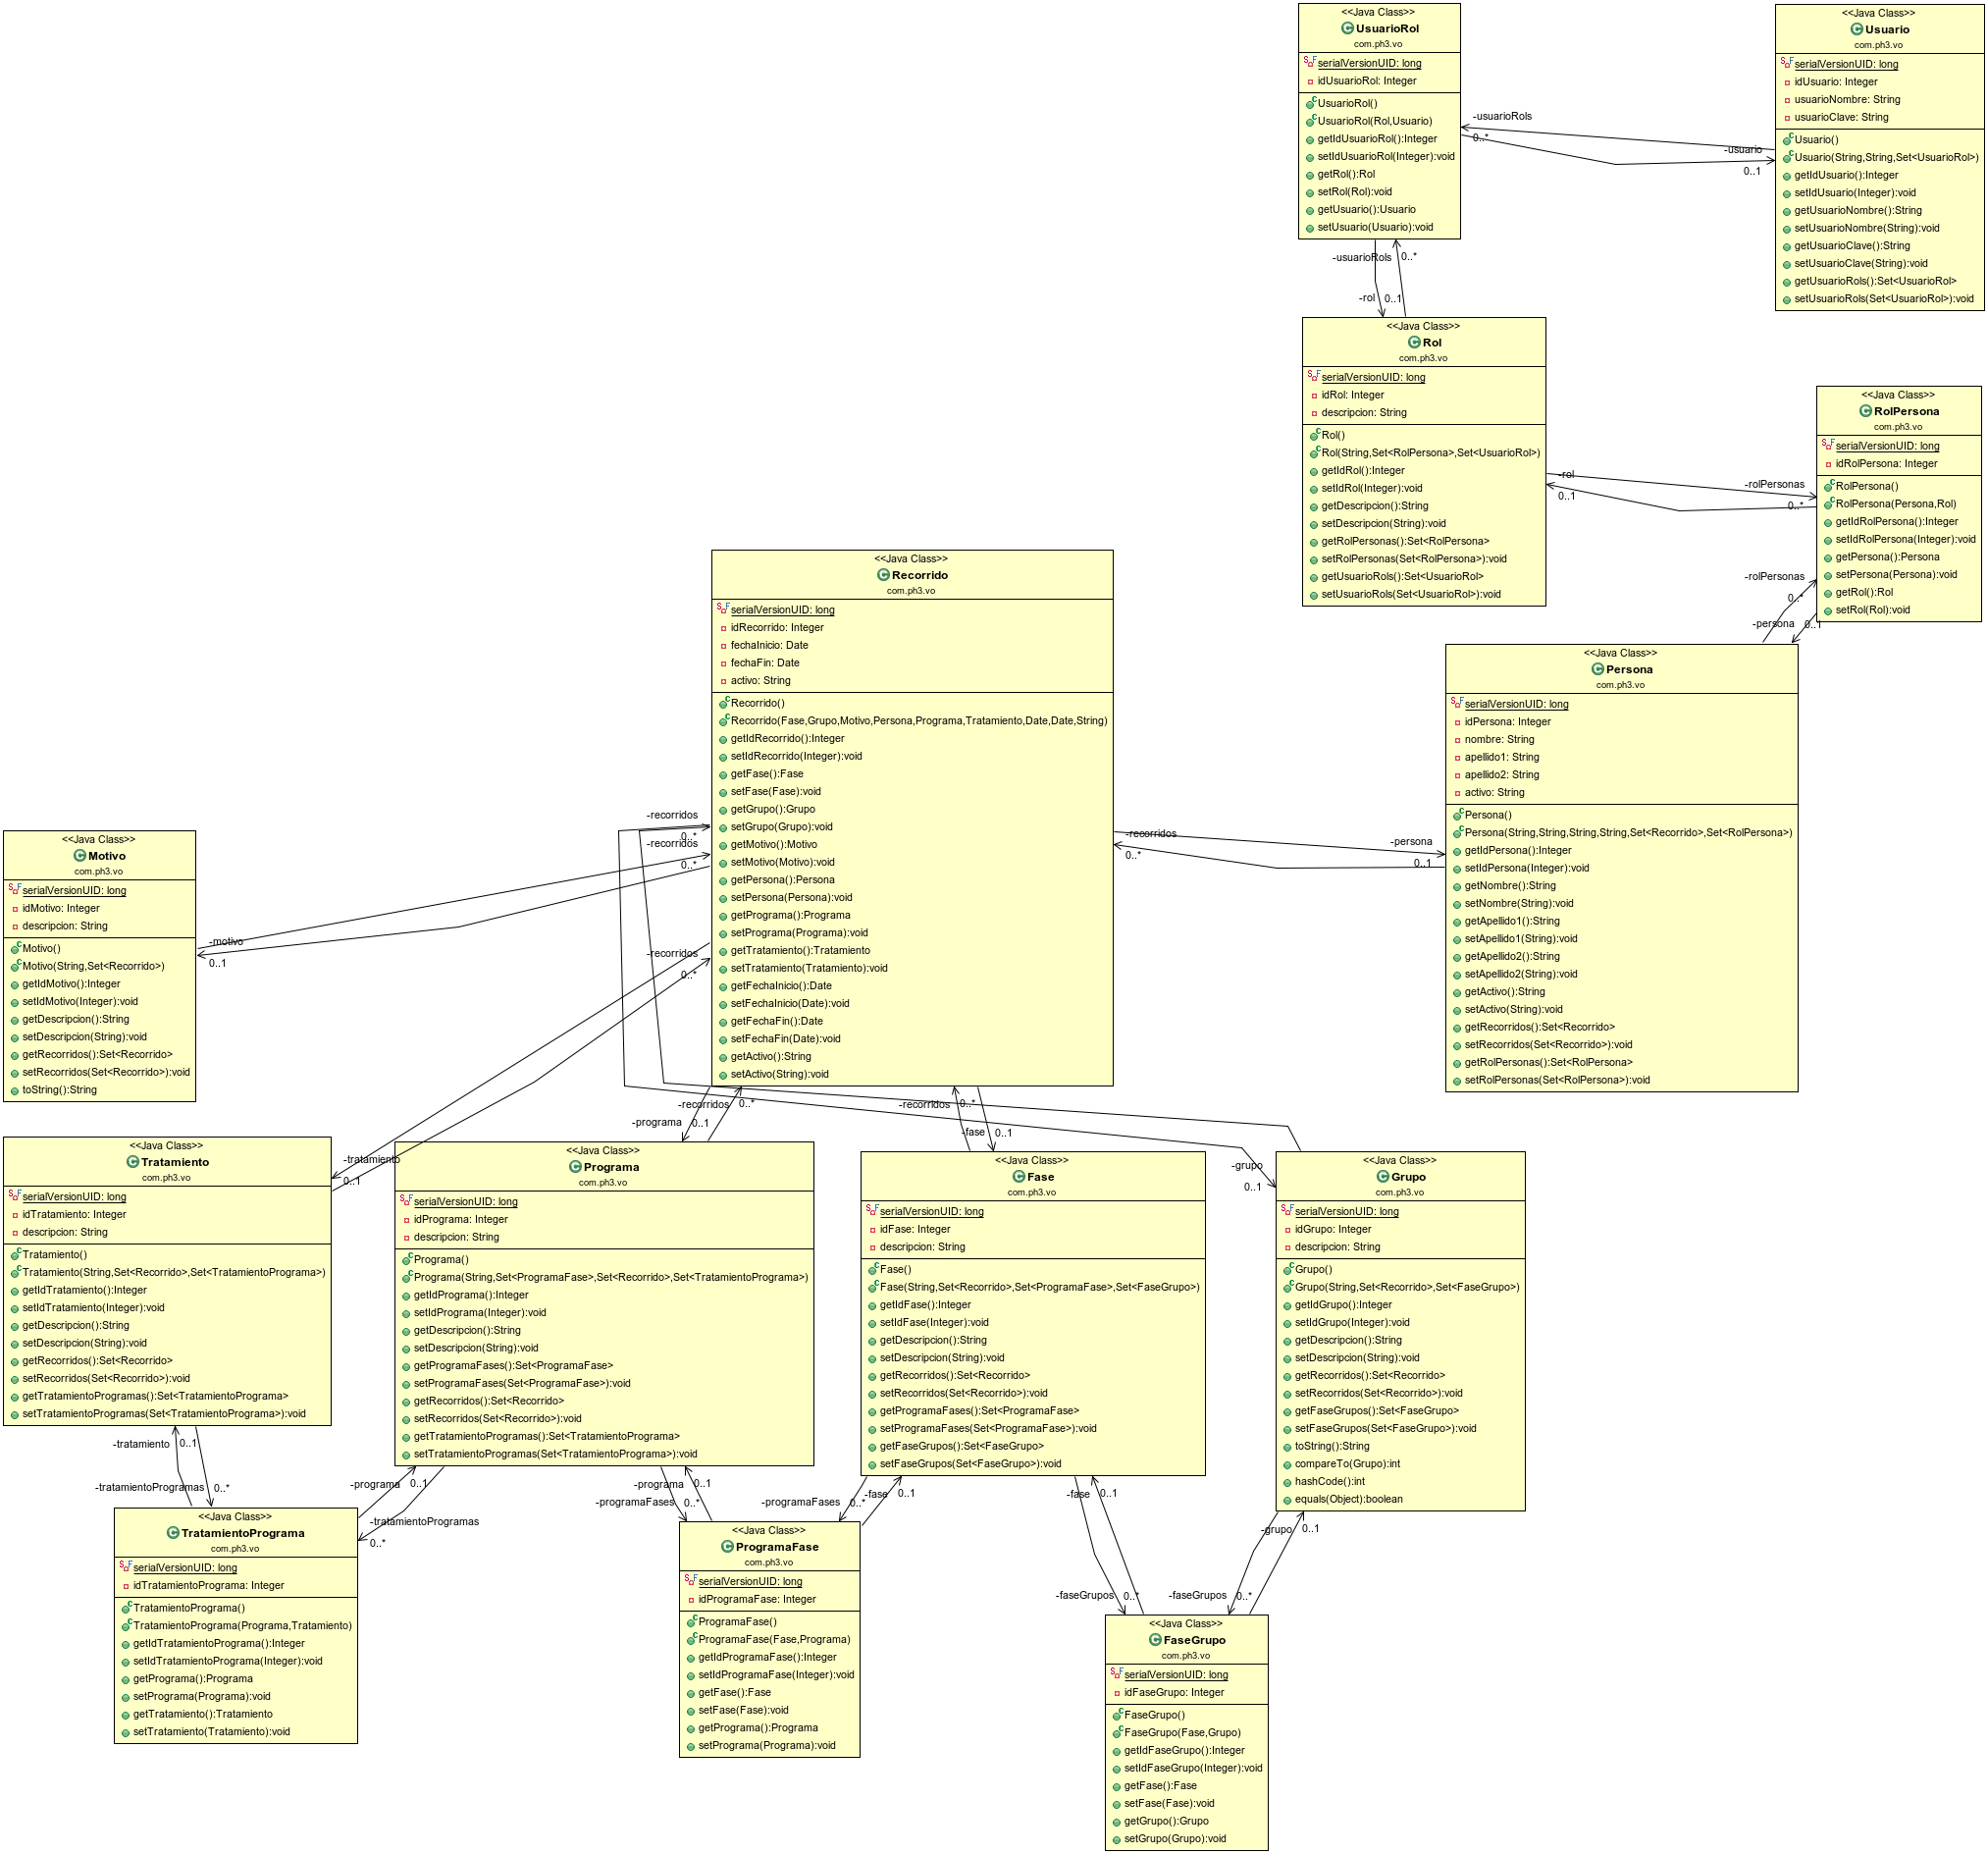 <<Java Class>>
UsuarioRol
com.ph3.vo
serialVersionUID: long
idUsuarioRol: Integer
UsuarioRol()
UsuarioRol(Rol,Usuario)
getIdUsuarioRol():Integer
setIdUsuarioRol(Integer):void
getRol():Rol
setRol(Rol):void
getUsuario():Usuario
setUsuario(Usuario):void
<<Java Class>>
Usuario
com.ph3.vo
serialVersionUID: long
idUsuario: Integer
usuarioNombre: String
usuarioClave: String
Usuario()
Usuario(String,String,Set<UsuarioRol>)
getIdUsuario():Integer
setIdUsuario(Integer):void
getUsuarioNombre():String
setUsuarioNombre(String):void
getUsuarioClave():String
setUsuarioClave(String):void
getUsuarioRols():Set<UsuarioRol>
setUsuarioRols(Set<UsuarioRol>):void
-usuarioRols
0..*
-usuario
0..1
-usuarioRols
0..*
-rol
0..1
<<Java Class>>
Rol
com.ph3.vo
serialVersionUID: long
idRol: Integer
descripcion: String
Rol()
Rol(String,Set<RolPersona>,Set<UsuarioRol>)
getIdRol():Integer
setIdRol(Integer):void
getDescripcion():String
setDescripcion(String):void
getRolPersonas():Set<RolPersona>
setRolPersonas(Set<RolPersona>):void
getUsuarioRols():Set<UsuarioRol>
setUsuarioRols(Set<UsuarioRol>):void
-rol
0..1
-rolPersonas
0..*
<<Java Class>>
RolPersona
com.ph3.vo
serialVersionUID: long
idRolPersona: Integer
RolPersona()
RolPersona(Persona,Rol)
getIdRolPersona():Integer
setIdRolPersona(Integer):void
getPersona():Persona
setPersona(Persona):void
getRol():Rol
setRol(Rol):void
-rolPersonas
0..*
-persona
0..1
<<Java Class>>
Recorrido
com.ph3.vo
serialVersionUID: long
idRecorrido: Integer
fechaInicio: Date
fechaFin: Date
activo: String
Recorrido()
Recorrido(Fase,Grupo,Motivo,Persona,Programa,Tratamiento,Date,Date,String)
getIdRecorrido():Integer
setIdRecorrido(Integer):void
getFase():Fase
setFase(Fase):void
getGrupo():Grupo
setGrupo(Grupo):void
getMotivo():Motivo
setMotivo(Motivo):void
getPersona():Persona
setPersona(Persona):void
getPrograma():Programa
setPrograma(Programa):void
getTratamiento():Tratamiento
setTratamiento(Tratamiento):void
getFechaInicio():Date
setFechaInicio(Date):void
getFechaFin():Date
setFechaFin(Date):void
getActivo():String
setActivo(String):void
<<Java Class>>
Persona
com.ph3.vo
serialVersionUID: long
idPersona: Integer
nombre: String
apellido1: String
apellido2: String
activo: String
Persona()
Persona(String,String,String,String,Set<Recorrido>,Set<RolPersona>)
getIdPersona():Integer
setIdPersona(Integer):void
getNombre():String
setNombre(String):void
getApellido1():String
setApellido1(String):void
getApellido2():String
setApellido2(String):void
getActivo():String
setActivo(String):void
getRecorridos():Set<Recorrido>
setRecorridos(Set<Recorrido>):void
getRolPersonas():Set<RolPersona>
setRolPersonas(Set<RolPersona>):void
-recorridos
0..*
-persona
0..1
-recorridos
0..*
-recorridos
0..*
<<Java Class>>
Motivo
com.ph3.vo
serialVersionUID: long
idMotivo: Integer
descripcion: String
Motivo()
Motivo(String,Set<Recorrido>)
getIdMotivo():Integer
setIdMotivo(Integer):void
getDescripcion():String
setDescripcion(String):void
getRecorridos():Set<Recorrido>
setRecorridos(Set<Recorrido>):void
toString():String
-motivo
0..1
-recorridos
0..*
-programa
0..1
-recorridos
0..*
-recorridos
0..*
-fase
0..1
-grupo
0..1
-tratamiento
0..1
<<Java Class>>
Tratamiento
com.ph3.vo
serialVersionUID: long
idTratamiento: Integer
descripcion: String
Tratamiento()
Tratamiento(String,Set<Recorrido>,Set<TratamientoPrograma>)
getIdTratamiento():Integer
setIdTratamiento(Integer):void
getDescripcion():String
setDescripcion(String):void
getRecorridos():Set<Recorrido>
setRecorridos(Set<Recorrido>):void
getTratamientoProgramas():Set<TratamientoPrograma>
setTratamientoProgramas(Set<TratamientoPrograma>):void
<<Java Class>>
Programa
com.ph3.vo
serialVersionUID: long
idPrograma: Integer
descripcion: String
Programa()
Programa(String,Set<ProgramaFase>,Set<Recorrido>,Set<TratamientoPrograma>)
getIdPrograma():Integer
setIdPrograma(Integer):void
getDescripcion():String
setDescripcion(String):void
getProgramaFases():Set<ProgramaFase>
setProgramaFases(Set<ProgramaFase>):void
getRecorridos():Set<Recorrido>
setRecorridos(Set<Recorrido>):void
getTratamientoProgramas():Set<TratamientoPrograma>
setTratamientoProgramas(Set<TratamientoPrograma>):void
<<Java Class>>
Fase
com.ph3.vo
serialVersionUID: long
idFase: Integer
descripcion: String
Fase()
Fase(String,Set<Recorrido>,Set<ProgramaFase>,Set<FaseGrupo>)
getIdFase():Integer
setIdFase(Integer):void
getDescripcion():String
setDescripcion(String):void
getRecorridos():Set<Recorrido>
setRecorridos(Set<Recorrido>):void
getProgramaFases():Set<ProgramaFase>
setProgramaFases(Set<ProgramaFase>):void
getFaseGrupos():Set<FaseGrupo>
setFaseGrupos(Set<FaseGrupo>):void
<<Java Class>>
Grupo
com.ph3.vo
serialVersionUID: long
idGrupo: Integer
descripcion: String
Grupo()
Grupo(String,Set<Recorrido>,Set<FaseGrupo>)
getIdGrupo():Integer
setIdGrupo(Integer):void
getDescripcion():String
setDescripcion(String):void
getRecorridos():Set<Recorrido>
setRecorridos(Set<Recorrido>):void
getFaseGrupos():Set<FaseGrupo>
setFaseGrupos(Set<FaseGrupo>):void
toString():String
compareTo(Grupo):int
hashCode():int
equals(Object):boolean
-tratamiento
0..1
-tratamientoProgramas
0..*
-programa
0..1
-tratamientoProgramas
0..*
-programa
0..1
-programaFases
0..*
-programaFases
0..*
-fase
0..1
-fase
0..1
-faseGrupos
0..*
-grupo
0..1
-faseGrupos
0..*
<<Java Class>>
TratamientoPrograma
com.ph3.vo
serialVersionUID: long
idTratamientoPrograma: Integer
TratamientoPrograma()
TratamientoPrograma(Programa,Tratamiento)
getIdTratamientoPrograma():Integer
setIdTratamientoPrograma(Integer):void
getPrograma():Programa
setPrograma(Programa):void
getTratamiento():Tratamiento
setTratamiento(Tratamiento):void
<<Java Class>>
ProgramaFase
com.ph3.vo
serialVersionUID: long
idProgramaFase: Integer
ProgramaFase()
ProgramaFase(Fase,Programa)
getIdProgramaFase():Integer
setIdProgramaFase(Integer):void
getFase():Fase
setFase(Fase):void
getPrograma():Programa
setPrograma(Programa):void
<<Java Class>>
FaseGrupo
com.ph3.vo
serialVersionUID: long
idFaseGrupo: Integer
FaseGrupo()
FaseGrupo(Fase,Grupo)
getIdFaseGrupo():Integer
setIdFaseGrupo(Integer):void
getFase():Fase
setFase(Fase):void
getGrupo():Grupo
setGrupo(Grupo):void